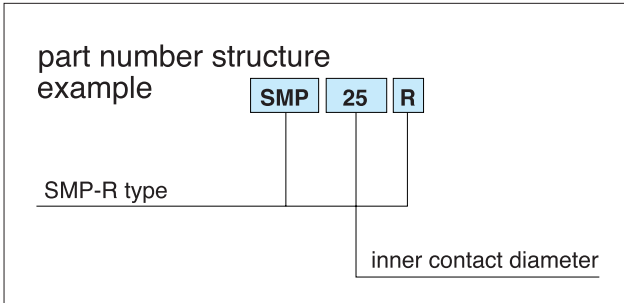 part number structure
example
SMP 25 R
SMP-R type
inner contact diameter